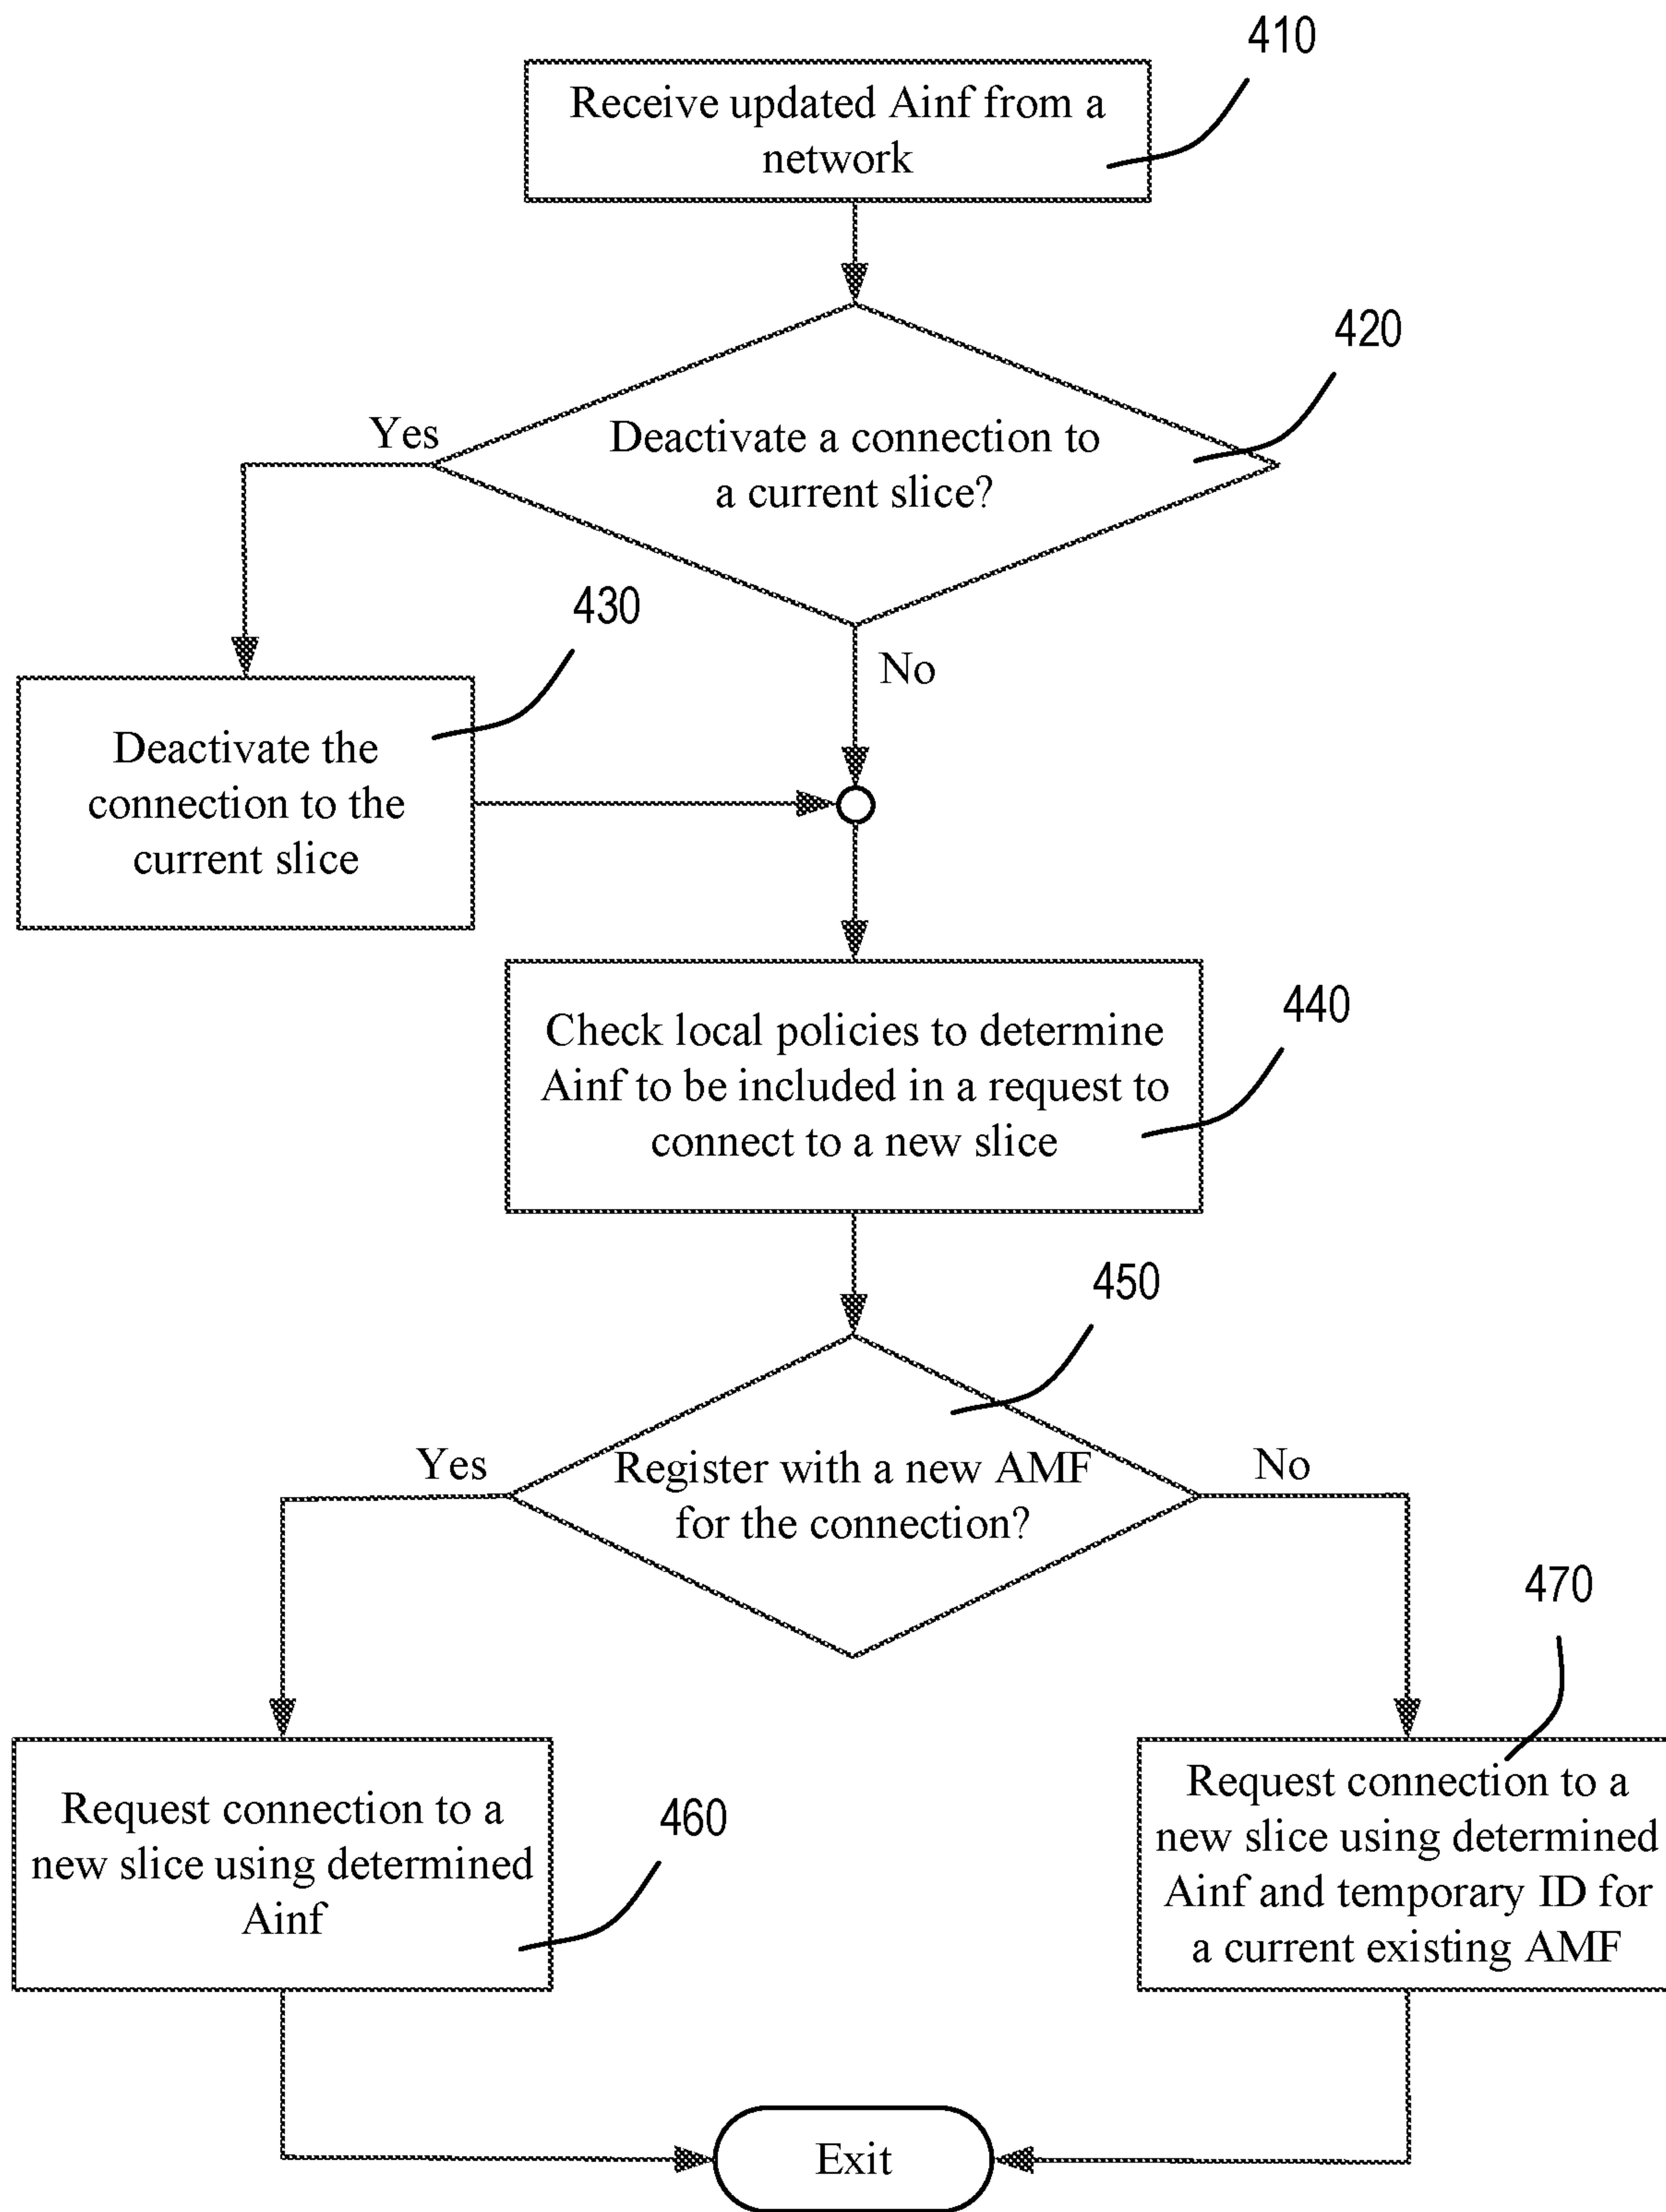 410
Receive updated Ainf from a
network
420
Yes
Deactivate a connection to
a current slice?
430
No
Deactivate the
connection to the
current slice
440
Check local policies to determine
Ainf to be included in a request to
connect to a new slice
450
Yes
Register with a new AMF
for the connection?
No
470
Request connection to a
new slice using determined
Ainf
460
Request connection to a
new slice using determined
Ainf and temporary ID for
a current existing AMF
Exit